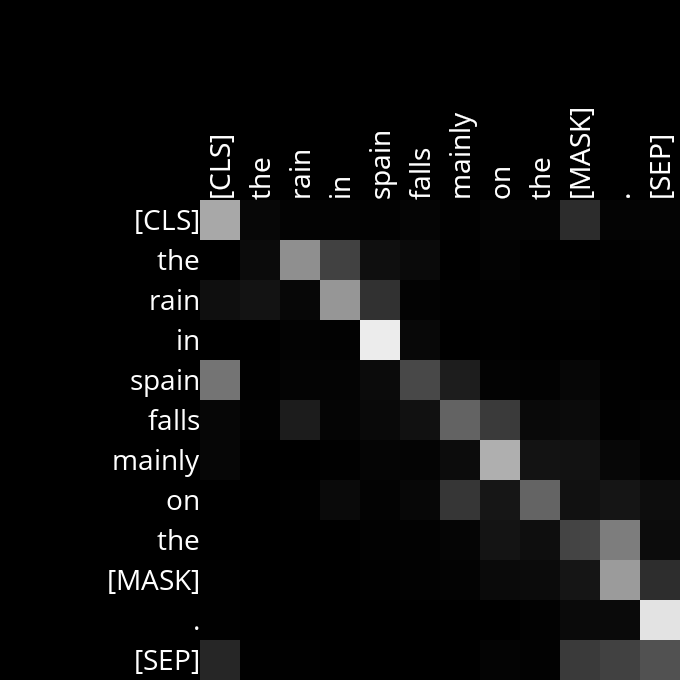 [CLS] the rain in spain falls mainly on the [MASK] . [SEP]
[CLS]
the
rain
in
spain
falls
mainly
on
the
[MASK]
.
[SEP]